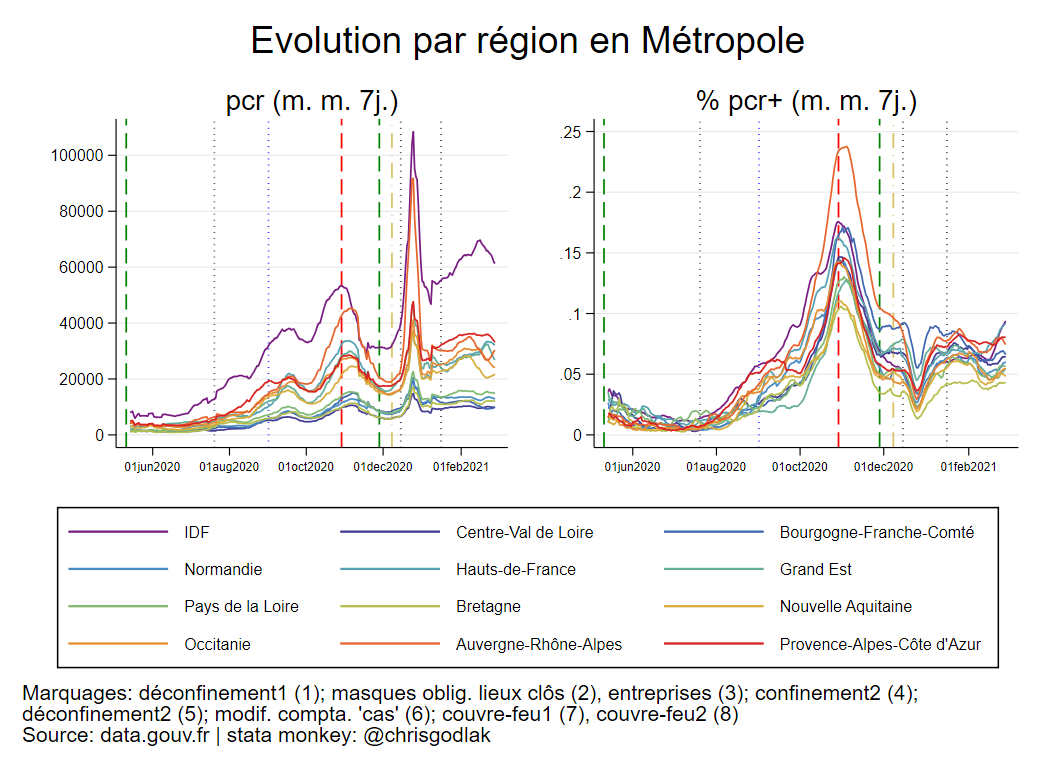 Evolution par région en Métropole
pcr (m. m. 7j.)
100000
80000
60000
40000
20000
0
01jun2020 01aug2020 01oct2020 01dec2020 01feb2021
% pcr+ (m. m. 7j.)
.25
.2
.15
.1
.05
0
01jun2020 01aug2020 01oct2020 01dec2020 01feb2021
IDF Centre-Val de Loire Bourgogne-Franche-Comté
Normandie Hauts-de-France Grand Est
Pays de la Loire Bretagne Nouvelle Aquitaine
Occitanie Auvergne-Rhône-Alpes Provence-Alpes-Côte d'Azur
Marquages: déconfinement1 (1); masques oblig. lieux clôs (2), entreprises (3); confinement2 (4);
déconfinement2 (5); modif. compta. 'cas' (6); couvre-feu1 (7), couvre-feu2 (8)
Source: data.gouv.fr | stata monkey: @chrisgodlak